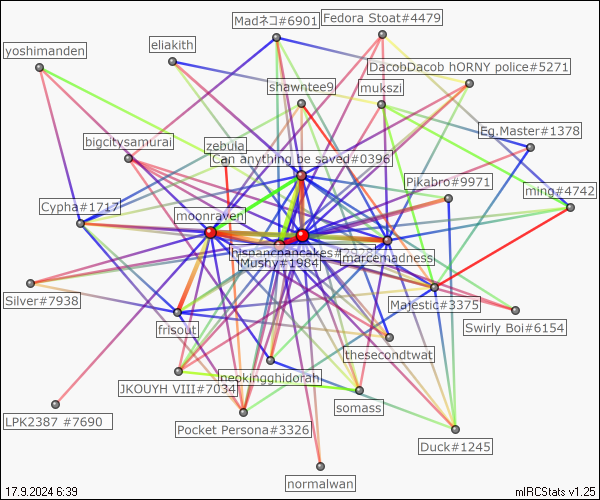 Madネコ#6901
Fedora Stoat#4479
yoshimanden
eliakith
DacobDacob hORNY police#5271
shawntee9
mukszi
Eg.Master#1378
bigcitysamurai
zebula
Can anything be saved#0396
Pikabro#9971
ming#4742
Cypha#1717
moonraven
hispanicpancakes#7928
marcemadness
Mushy#1984
Silver#7938
Majestic#3375
Swirly Boi#6154
frisout
thesecondtwat
JKOUYH VIII#7034
neokingghidorah
somass
LPK2387 #7690
Pocket Persona#3326
Duck#1245
normalwan
17.9.2024 6:39
mIRCStats v1.25